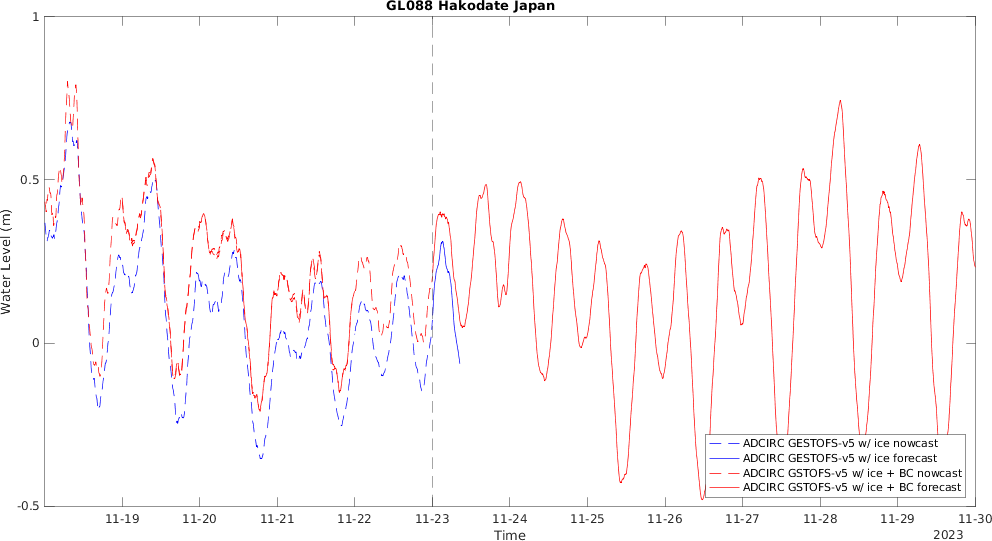 GL088 Hakodate Japan
1
0.5
0
-0.5
Water Level (m)
ADCIRC GESTOFS-v5 w/ ice nowcast
ADCIRC GESTOFS-v5 w/ ice forecast
ADCIRC GSTOFS-v5 w/ ice + BC nowcast
ADCIRC GSTOFS-v5 w/ ice + BC forecast
11-19 11-20 11-21 11-22 11-23 11-24 11-25 11-26 11-27 11-28 11-29 11-30
Time
2023